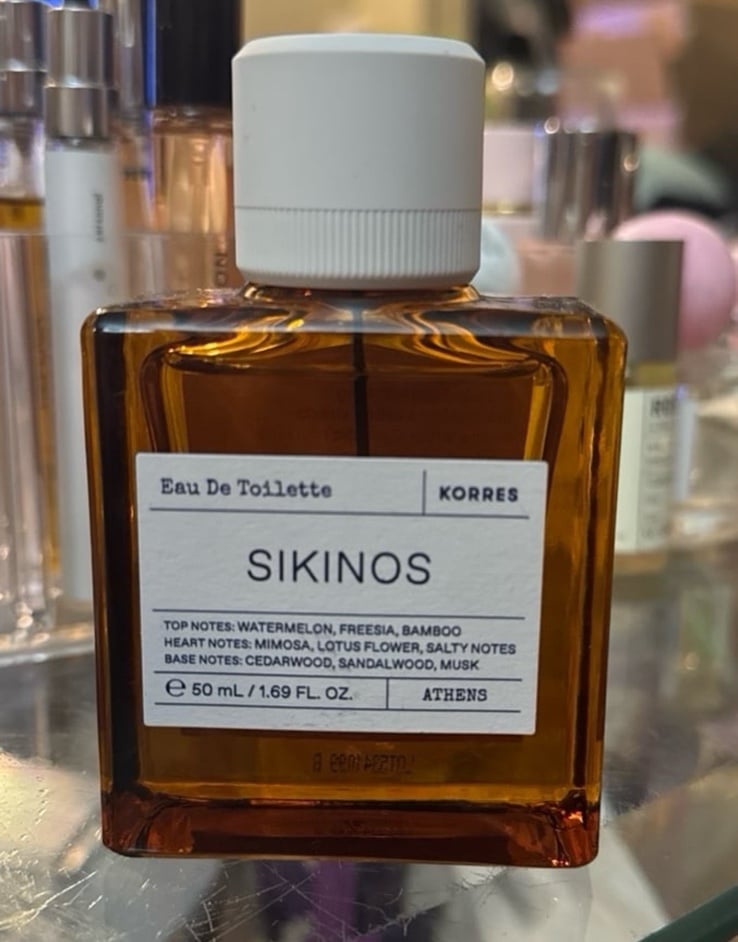 Eau De Toilette
KORRES
SIKINOS
TOP NOTES: WATERMELON, FREESIA, BAMBOO
HEART NOTES: MIMOSA, LOTUS FLOWER, SALTY NOTES
BASE NOTES: CEDARWOOD, SANDALWOOD, MUSK
℮ 50 mL / 1.69 FL. OZ.
ATHENS